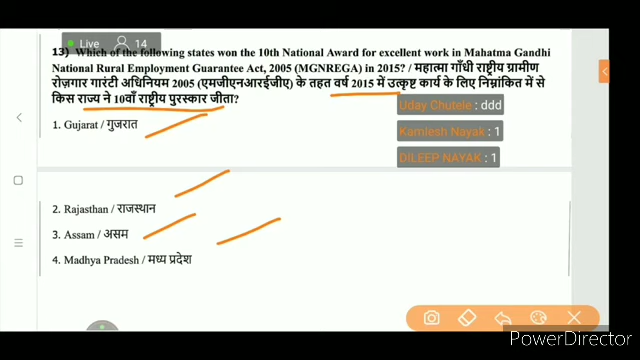 Live 14
13) Which of the following states won the 10th National Award for excellent work in Mahatma Gandhi
National Rural Employment Guarantee Act, 2005 (MGNREGA) in 2015? / महात्मा गाँधी राष्ट्रीय ग्रामीण
रोज़गार गारंटी अधिनियम 2005 (एमजीएनआरईजीए) के तहत वर्ष 2015 में उत्कृष्ट कार्य के लिए निम्नांकित में से
किस राज्य ने 10वाँ राष्ट्रीय पुरस्कार जीता?
Uday Chutele : ddd
1. Gujarat / गुजरात
Kamlesh Nayak : 1
DILEEP NAYAK : 1
2. Rajasthan / राजस्थान
3. Assam / असम
4. Madhya Pradesh / मध्य प्रदेश
PowerDirector